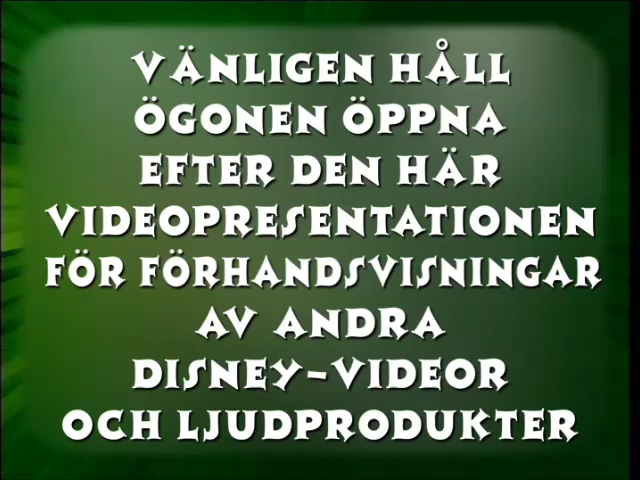 VÄNLIGEN HÅLL
ÖGONEN ÖPPNA
EFTER DEN HÄR
VIDEOPRESENTATIONEN
FÖR FÖRHANDSVISNINGAR
AV ANDRA
DISNEY-VIDEOR
OCH LJUDPRODUKTER